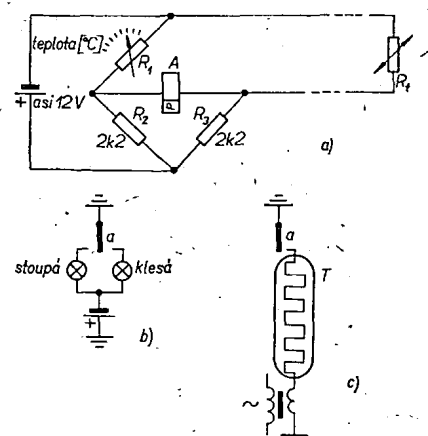 teplota [°C]
R1
A
P
Rt
+ asi 12V
R2
2k2
R3
2k2
a)
a
stoupá
klesá
+
b)
a
T
~
c)